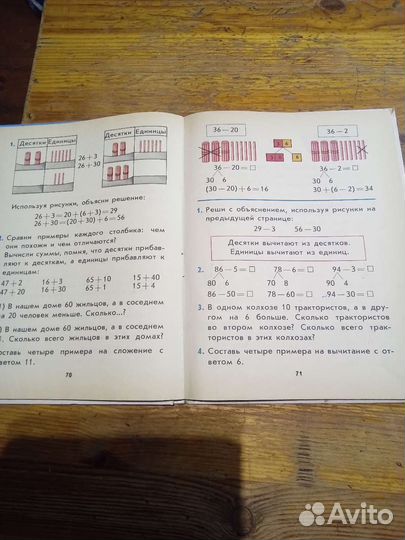 1.
Десятки Единицы
26+3
26+30
Десятки Единицы
Используя рисунки, объясни решение:
26+3=20+(6+3)=29
26+30=(20+30)+6=56
2. Сравни примеры каждого столбика: чем
они похожи и чем отличаются?
Вычисли суммы, помня, что десятки прибав-
ляют к десяткам, а единицы прибавляют к
единицам:
47+2 16+3 65+10 15+40
47+20 16+30 65+1 15+4
1) В нашем доме 60 жильцов, а в соседнем
на 20 человек меньше. Сколько...?
2) В нашем доме 60 жильцов, а в соседнем
Сколько всего жильцов в этих домах?
Составь четыре примера на сложение с
ответом 11.
70
36−20
36−2
36−20=□
30 6
(30−20)+6=16
36−2=□
30 6
30+(6−2)=34
1. Реши с объяснением, используя рисунки на
предыдущей странице:
29−3 56−30
Десятки вычитают из десятков.
Единицы вычитают из единиц.
2. 86−5=□ 78−6=□ 94−3=□
80 6 70 8 90 4
86−50=□ 78−60=□ 94−30=□
3. В одном колхозе 10 трактористов, а в дру-
гом на 6 больше. Сколько трактористов
во втором колхозе? Сколько всего трак-
тористов в этих колхозах?
4. Составь четыре примера на вычитание с от-
ветом 6.
71
Avito